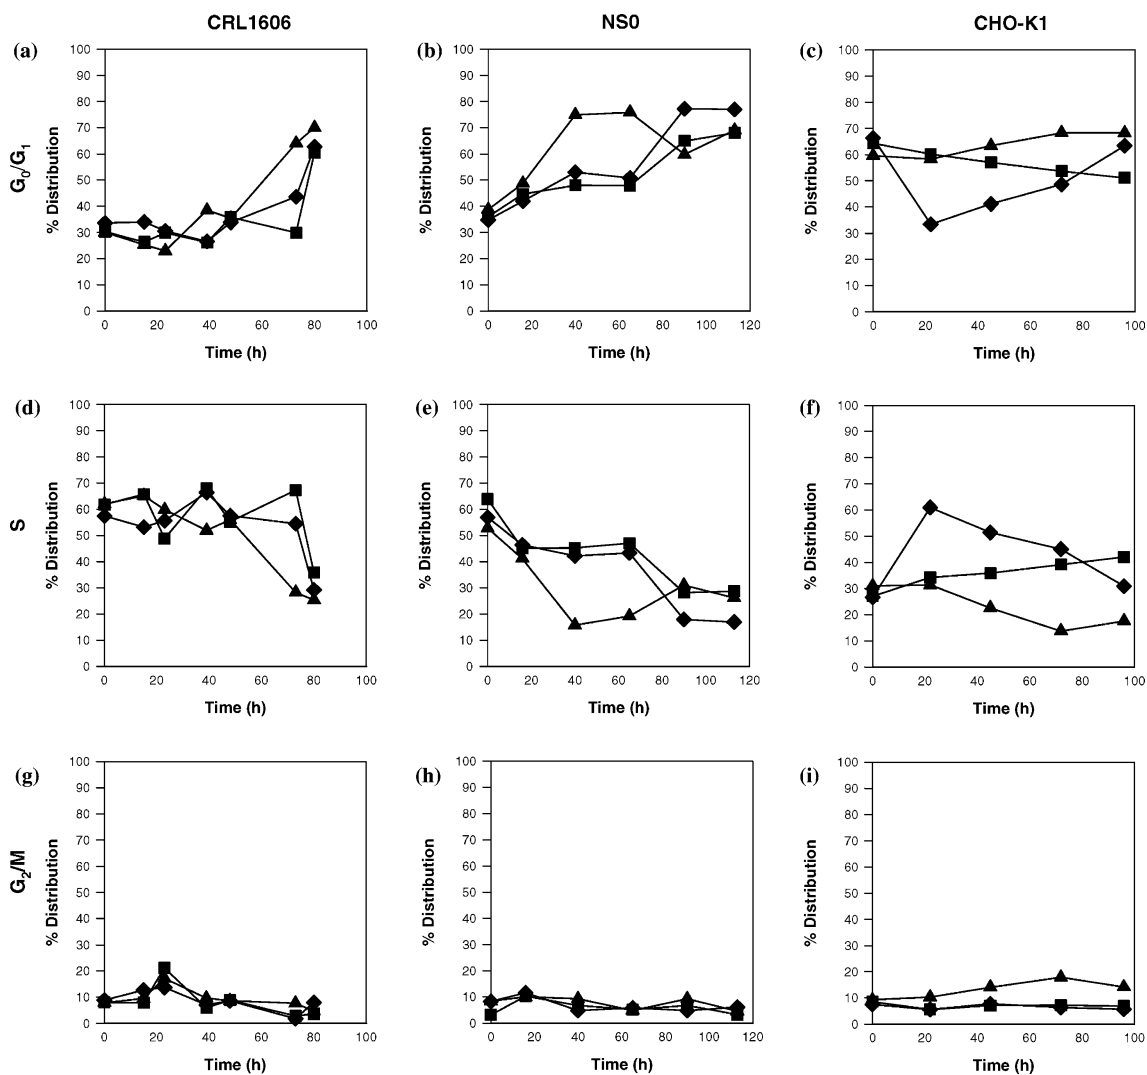 CRL1606 NS0 CHO-K1
(a) (b) (c)
G0/G1
% Distribution % Distribution % Distribution
100 100 100
90 90 90
80 80 80
70 70 70
60 60 60
50 50 50
40 40 40
30 30 30
20 20 20
10 10 10
0 0 0
0 20 40 60 80 100 0 20 40 60 80 100 120 0 20 40 60 80 100
Time (h) Time (h) Time (h)
(d) (e) (f)
S
% Distribution % Distribution % Distribution
100 100 100
90 90 90
80 80 80
70 70 70
60 60 60
50 50 50
40 40 40
30 30 30
20 20 20
10 10 10
0 0 0
0 20 40 60 80 100 0 20 40 60 80 100 120 0 20 40 60 80 100
Time (h) Time (h) Time (h)
(g) (h) (i)
G2/M
% Distribution % Distribution % Distribution
100 100 100
90 90 90
80 80 80
70 70 70
60 60 60
50 50 50
40 40 40
30 30 30
20 20 20
10 10 10
0 0 0
0 20 40 60 80 100 0 20 40 60 80 100 120 0 20 40 60 80 100
Time (h) Time (h) Time (h)